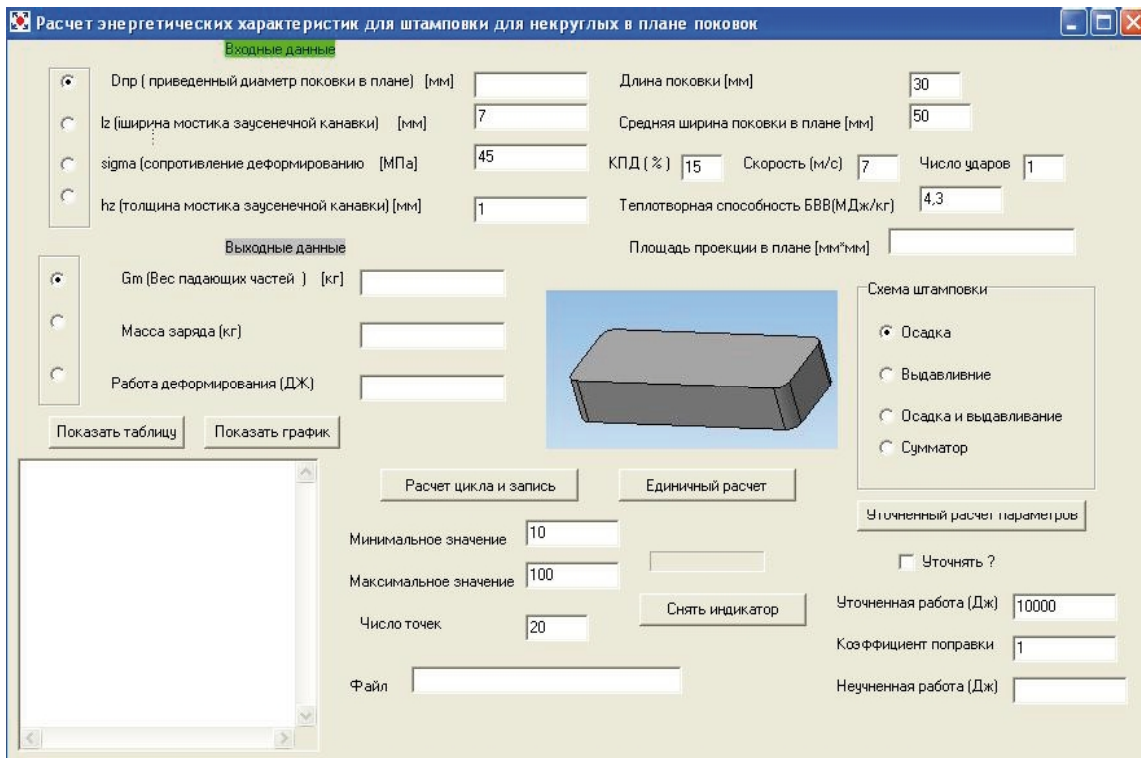 Расчет энергетических характеристик для штамповки для некруглых в плане поковок
Входные данные
Dпр ( приведенный диаметр поковки в плане) [мм]
Длина поковки [мм] 30
lz (іширина мостика заусенечной канавки) [мм] 7
Средняя ширина поковки в плане [мм] 50
sigma (сопротивление деформированию [МПа] 45
КПД ( % ) 15 Скорость (м/с) 7 Число ударов 1
hz (толщина мостика заусенечной канавки) [мм] 1
Теплотворная способность БВВ(МДж/кг) 4,3
Выходные данные
Площадь проекции в плане [мм*мм]
Gm (Вес падающих частей ) [кг]
Масса заряда (кг)
Работа деформирования (ДЖ)
Схема штамповки
Осадка
Выдавливние
Осадка и выдавливание
Сумматор
Показать таблицу Показать график
Расчет цикла и запись Единичный расчет
Уточненный расчет параметров
Минимальное значение 10
Уточнять ?
Максимальное значение 100
Снять индикатор
Уточненная работа (Дж) 10000
Число точек 20
Коэффициент поправки 1
Файл
Неучненная работа (Дж)